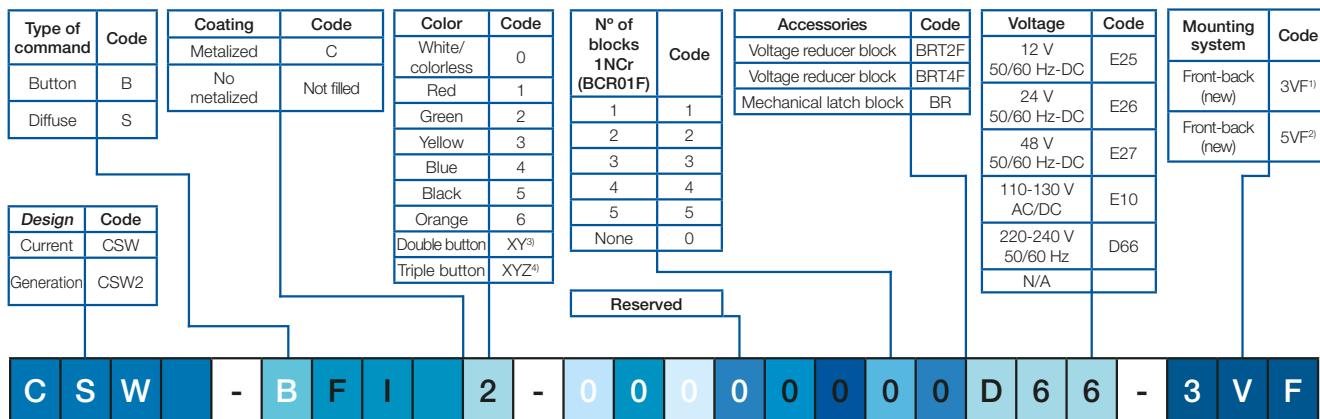 Type of command Code
Button B
Diffuse S
Design Code
Current CSW
Generation CSW2
Coating Code
Metalized C
No metalized Not filled
Color Code
White/ colorless 0
Red 1
Green 2
Yellow 3
Blue 4
Black 5
Orange 6
Double button XY3)
Triple button XYZ4)
Nº of blocks 1NCr (BCR01F) Code
1 1
2 2
3 3
4 4
5 5
None 0
Reserved
Accessories Code
Voltage reducer block BRT2F
Voltage reducer block BRT4F
Mechanical latch block BR
Voltage Code
12 V 50/60 Hz-DC E25
24 V 50/60 Hz-DC E26
48 V 50/60 Hz-DC E27
110-130 V AC/DC E10
220-240 V 50/60 Hz D66
N/A
Mounting system Code
Front-back (new) 3VF1)
Front-back (new) 5VF2)
C S W - B F I 2 - 0 0 0 0 0 0 0 0 D 6 6 - 3 V F